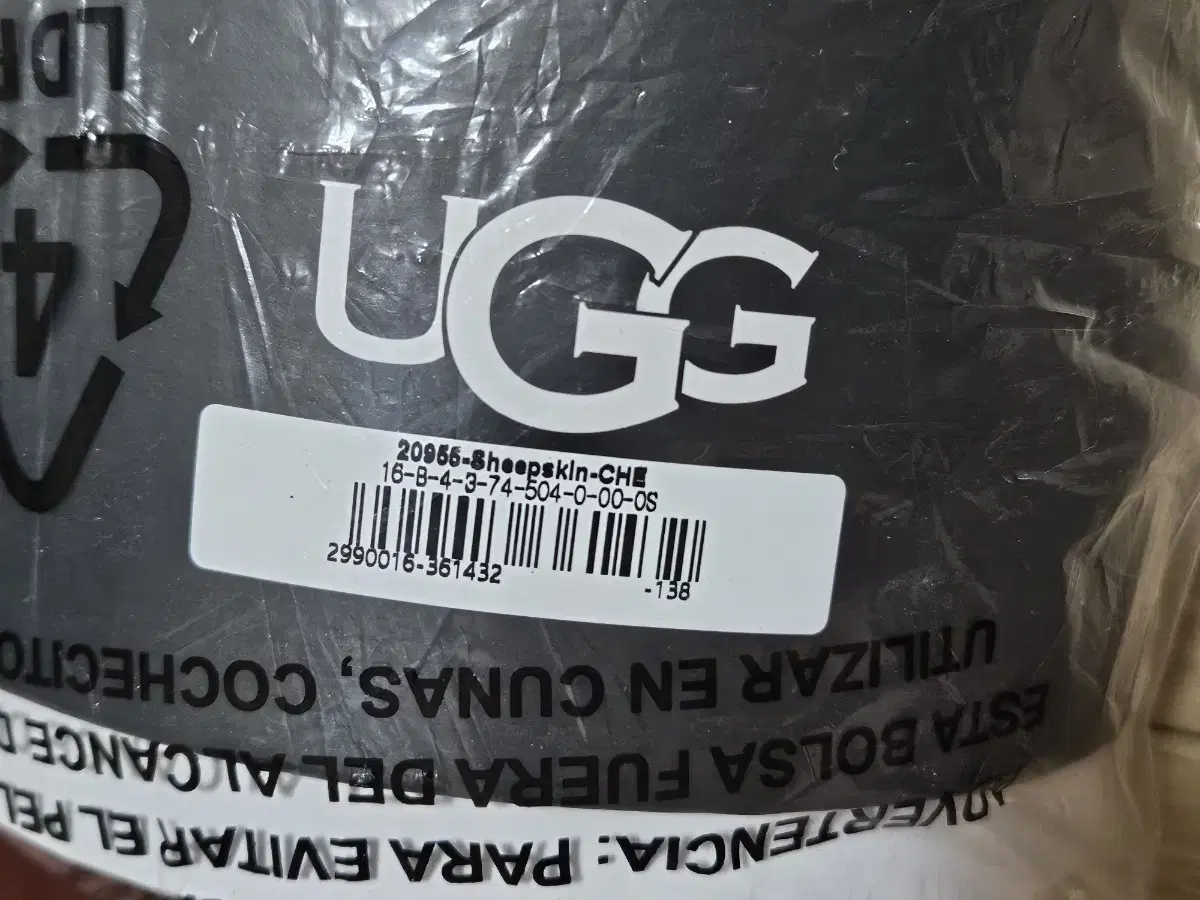 UGG
20955-Sheepskin-CHE
16-B-4-3-74-504-0-00-0S
2990016-361432
-138
4
LD
ADVERTENCIA: PARA EVITAR EL PEL
ESTA BOLSA FUERA DEL ALCANCE D
UTILIZAR EN CUNAS, COCHECITO